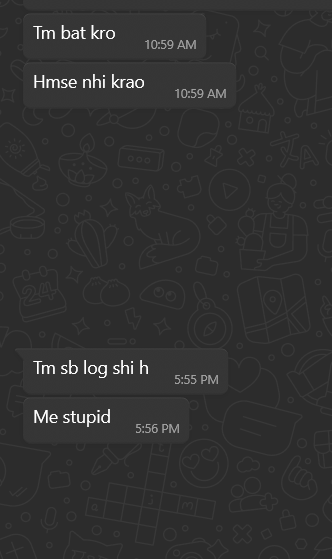 Tm bat kro
10:59 AM
Hmse nhi krao
10:59 AM
Tm sb log shi h
5:55 PM
Me stupid
5:56 PM